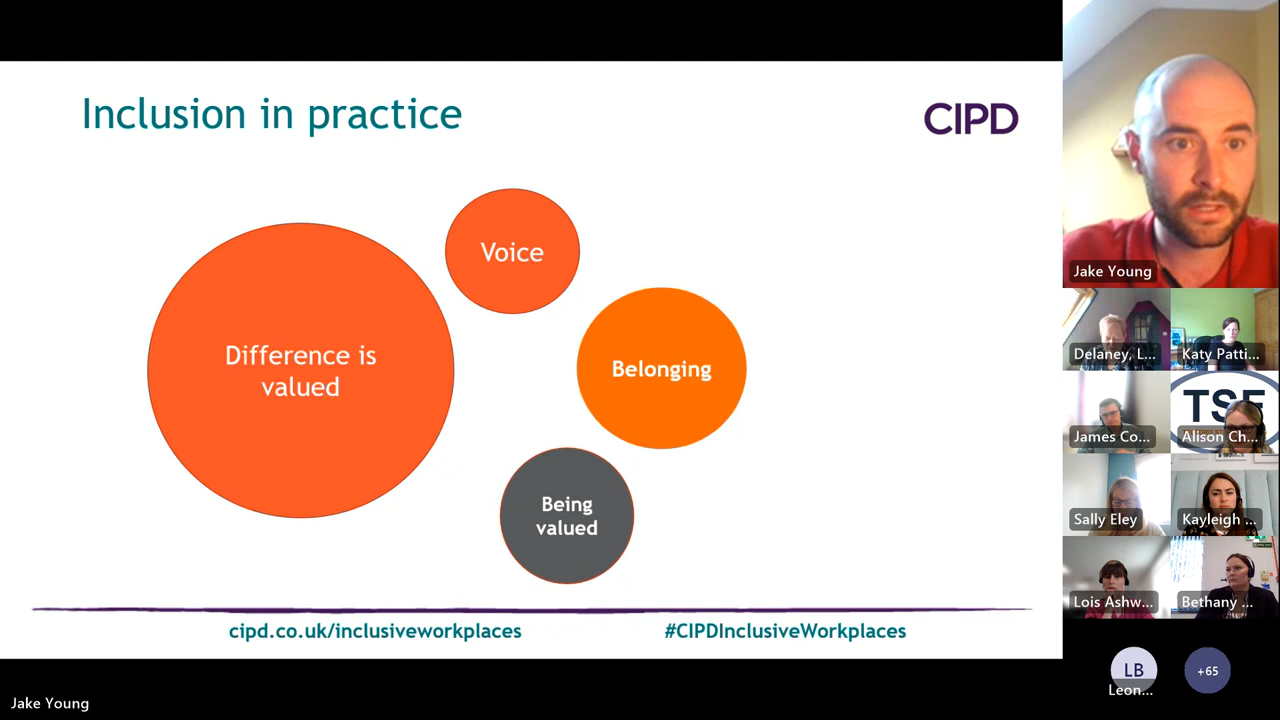 Inclusion in practice
CIPD
Voice
Difference is
valued
Belonging
Being
valued
cipd.co.uk/inclusiveworkplaces
#CIPDInclusiveWorkplaces
Jake Young
Jake Young
Delaney, L...
Katy Patti...
James Co...
TSF
Alison Ch...
Sally Eley
Kayleigh ...
Lois Ashw...
Bethany ...
LB
Leon...
+65